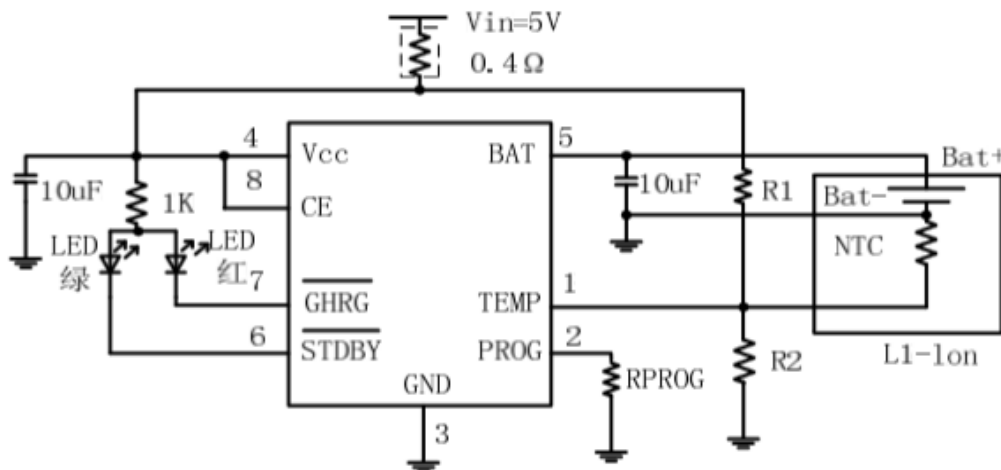 Vin=5V
0.4Ω
4
Vcc
BAT
5
Bat+
8
10uF
1K
CE
10uF
R1
Bat-
LED
绿
LED
红
7
GHRG
TEMP
1
NTC
6
STDBY
PROG
2
RPROG
R2
L1-lon
GND
3